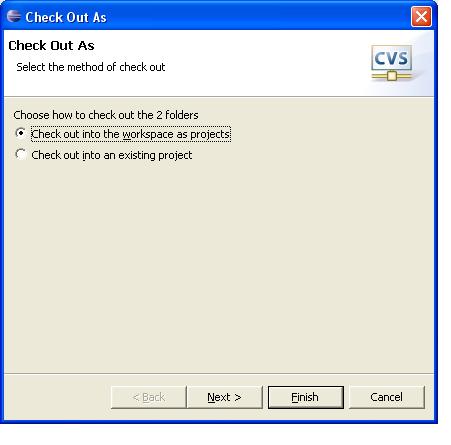 Check Out As
Check Out As
Select the method of check out
CVS
Choose how to check out the 2 folders
Check out into the workspace as projects
Check out into an existing project
< Back
Next >
Finish
Cancel